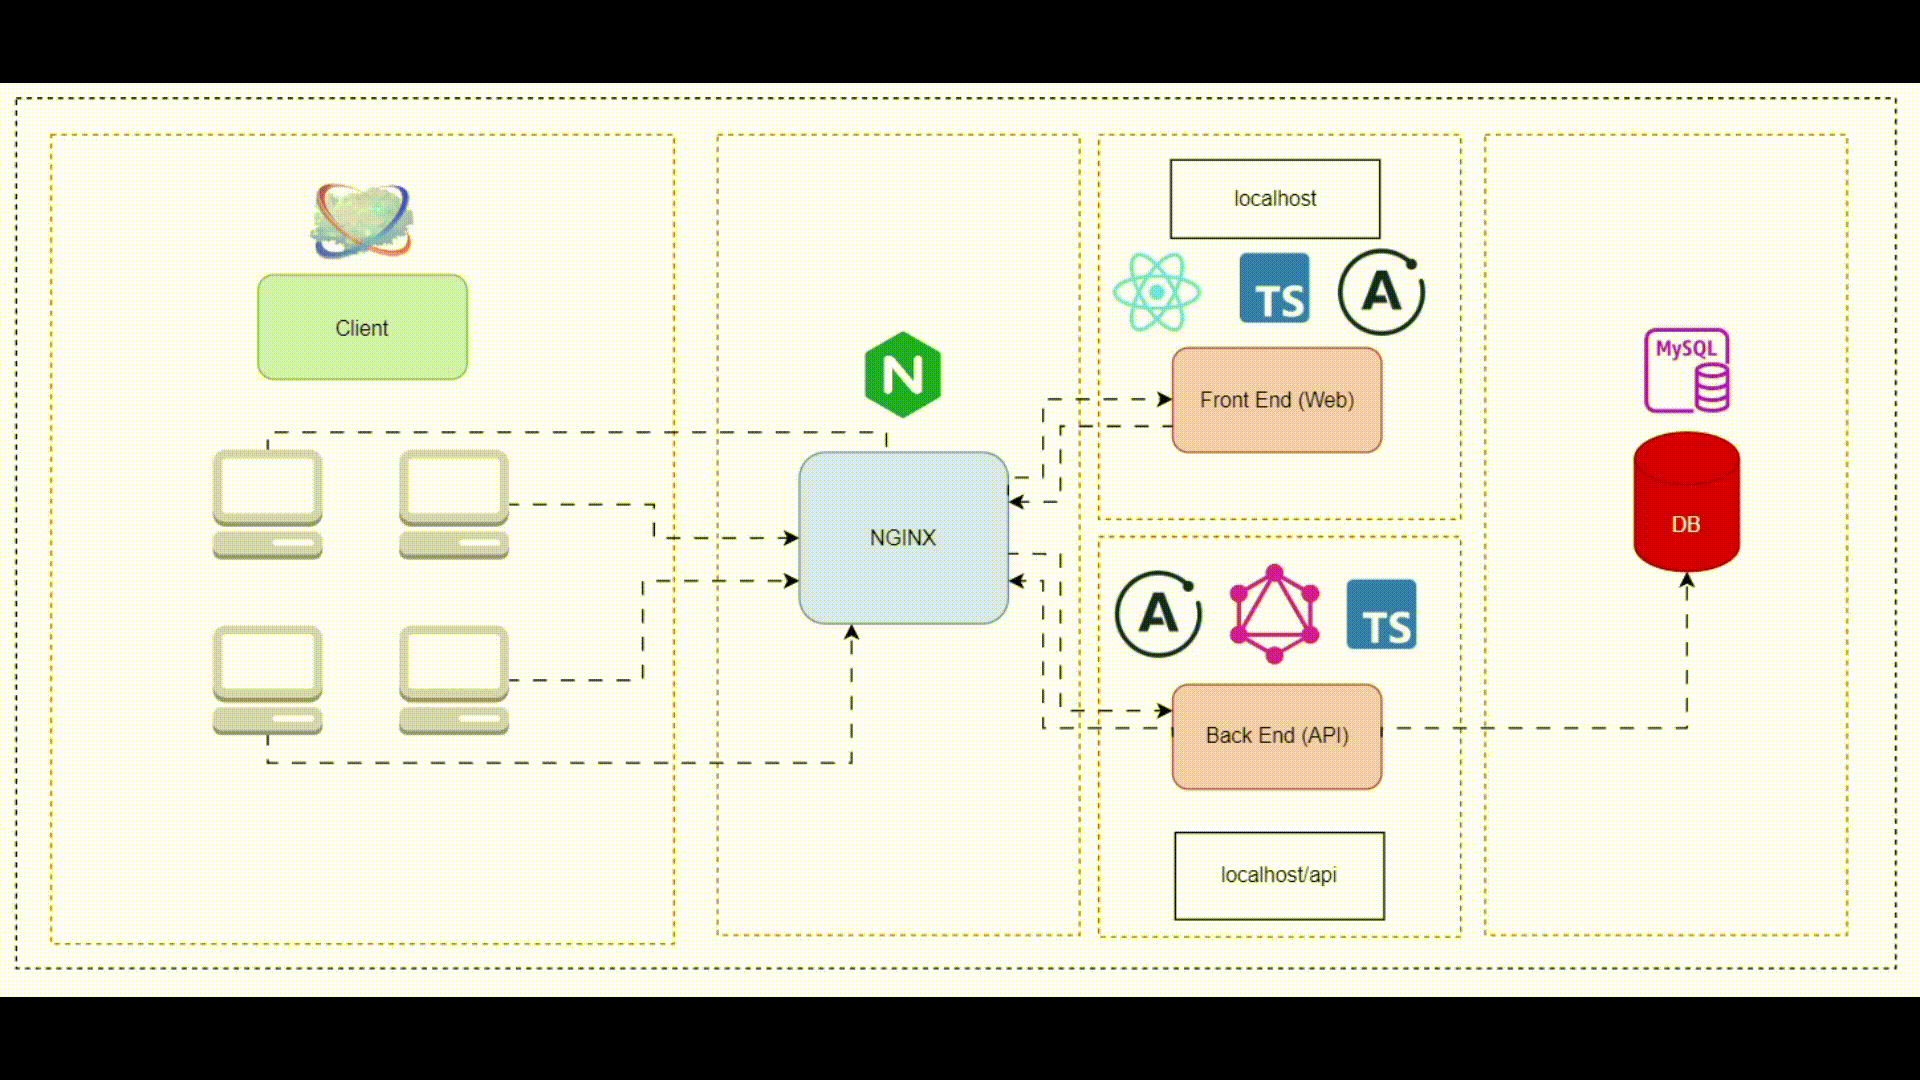 Client
N
NGINX
localhost
TS
A
Front End (Web)
A
TS
Back End (API)
localhost/api
MySQL
DB